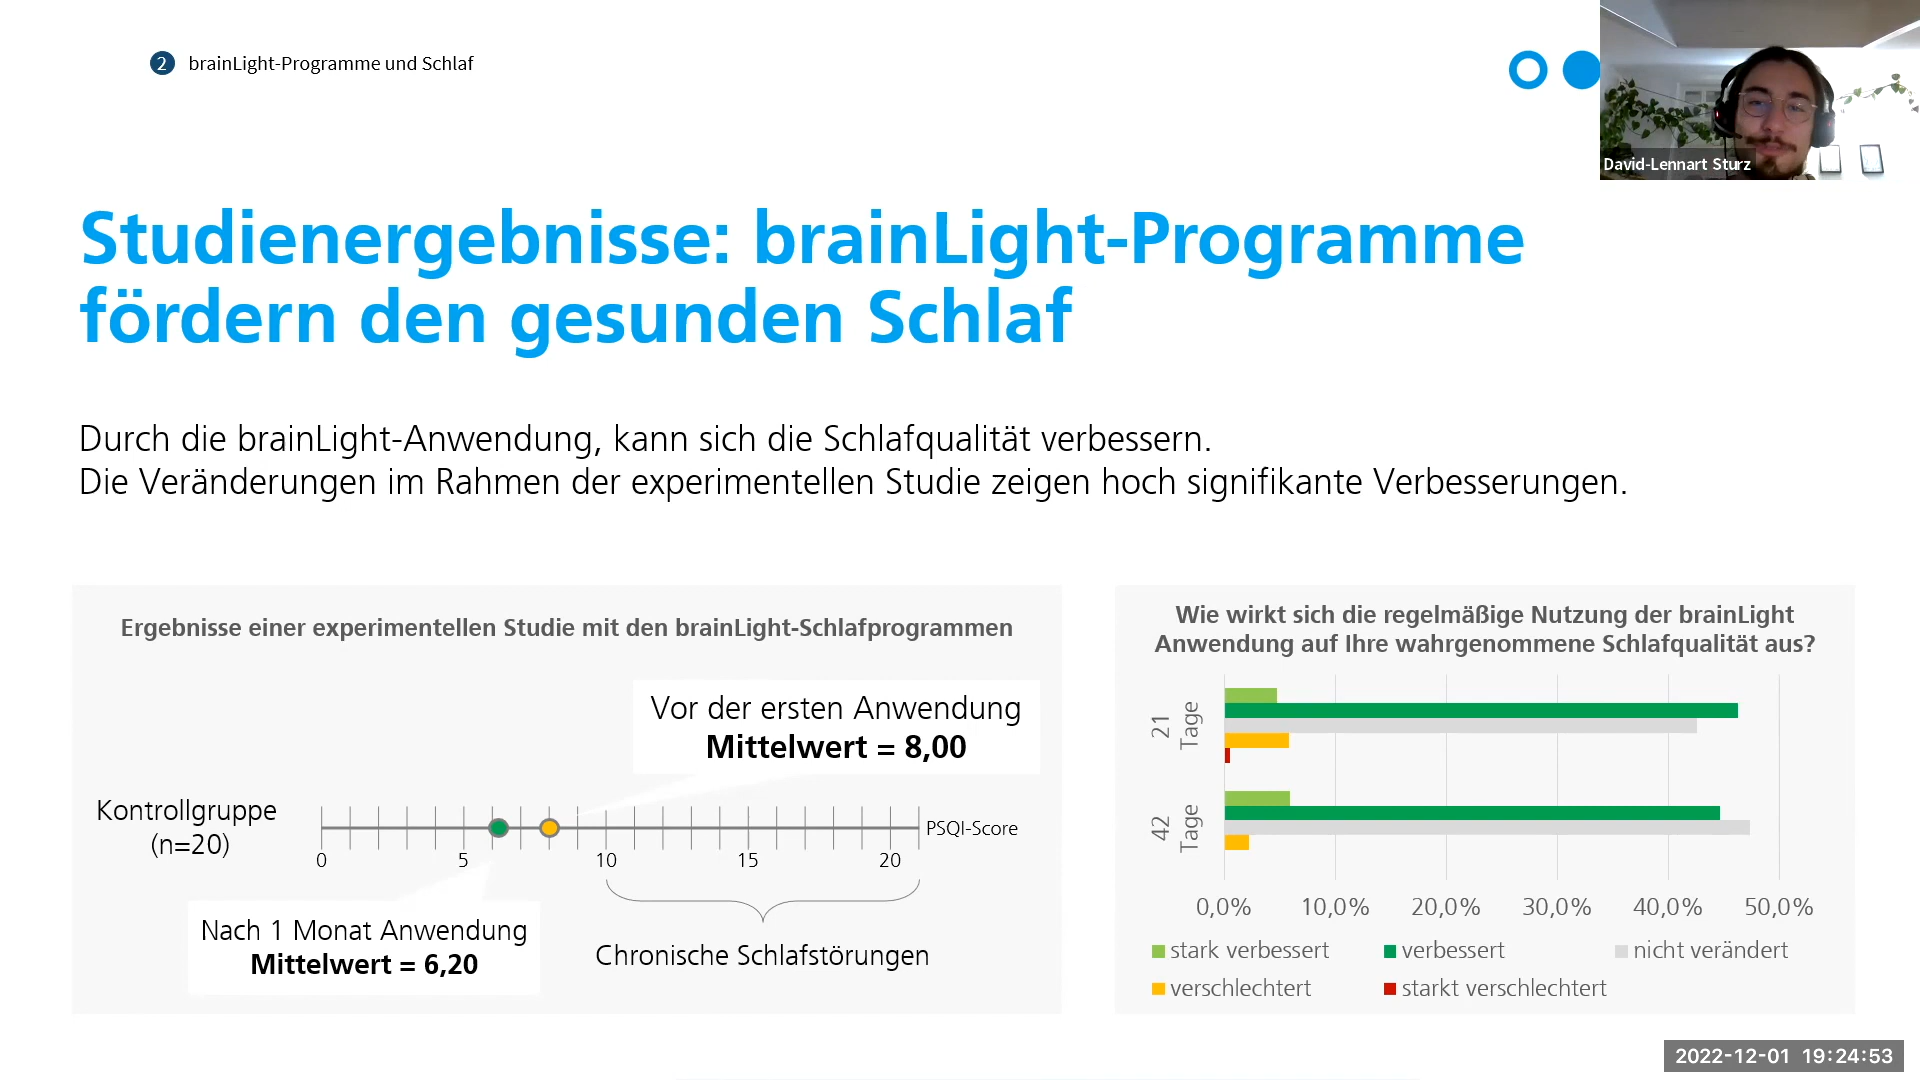 2 brainLight-Programme und Schlaf
David-Lennart Sturz
Studienergebnisse: brainLight-Programme
fördern den gesunden Schlaf
Durch die brainLight-Anwendung, kann sich die Schlafqualität verbessern.
Die Veränderungen im Rahmen der experimentellen Studie zeigen hoch signifikante Verbesserungen.
Ergebnisse einer experimentellen Studie mit den brainLight-Schlafprogrammen
Vor der ersten Anwendung
Mittelwert = 8,00
Kontrollgruppe
(n=20)
PSQI-Score
0 5 10 15 20
Nach 1 Monat Anwendung
Mittelwert = 6,20
Chronische Schlafstörungen
Wie wirkt sich die regelmäßige Nutzung der brainLight
Anwendung auf Ihre wahrgenommene Schlafqualität aus?
21
Tage
42
Tage
0,0% 10,0% 20,0% 30,0% 40,0% 50,0%
stark verbessert verbessert nicht verändert
verschlechtert starkt verschlechtert
2022-12-01 19:24:53